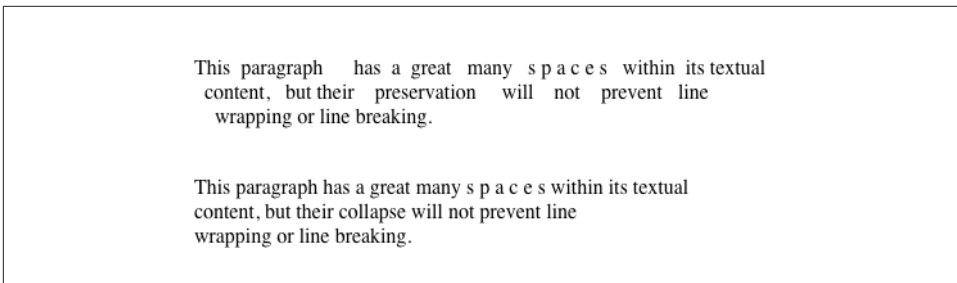 This  paragraph     has  a  great   many   s p a c e s   within  its textual
  content,   but their    preservation     will    not    prevent   line
    wrapping or line breaking.
This paragraph has a great many s p a c e s within its textual
content, but their collapse will not prevent line
wrapping or line breaking.